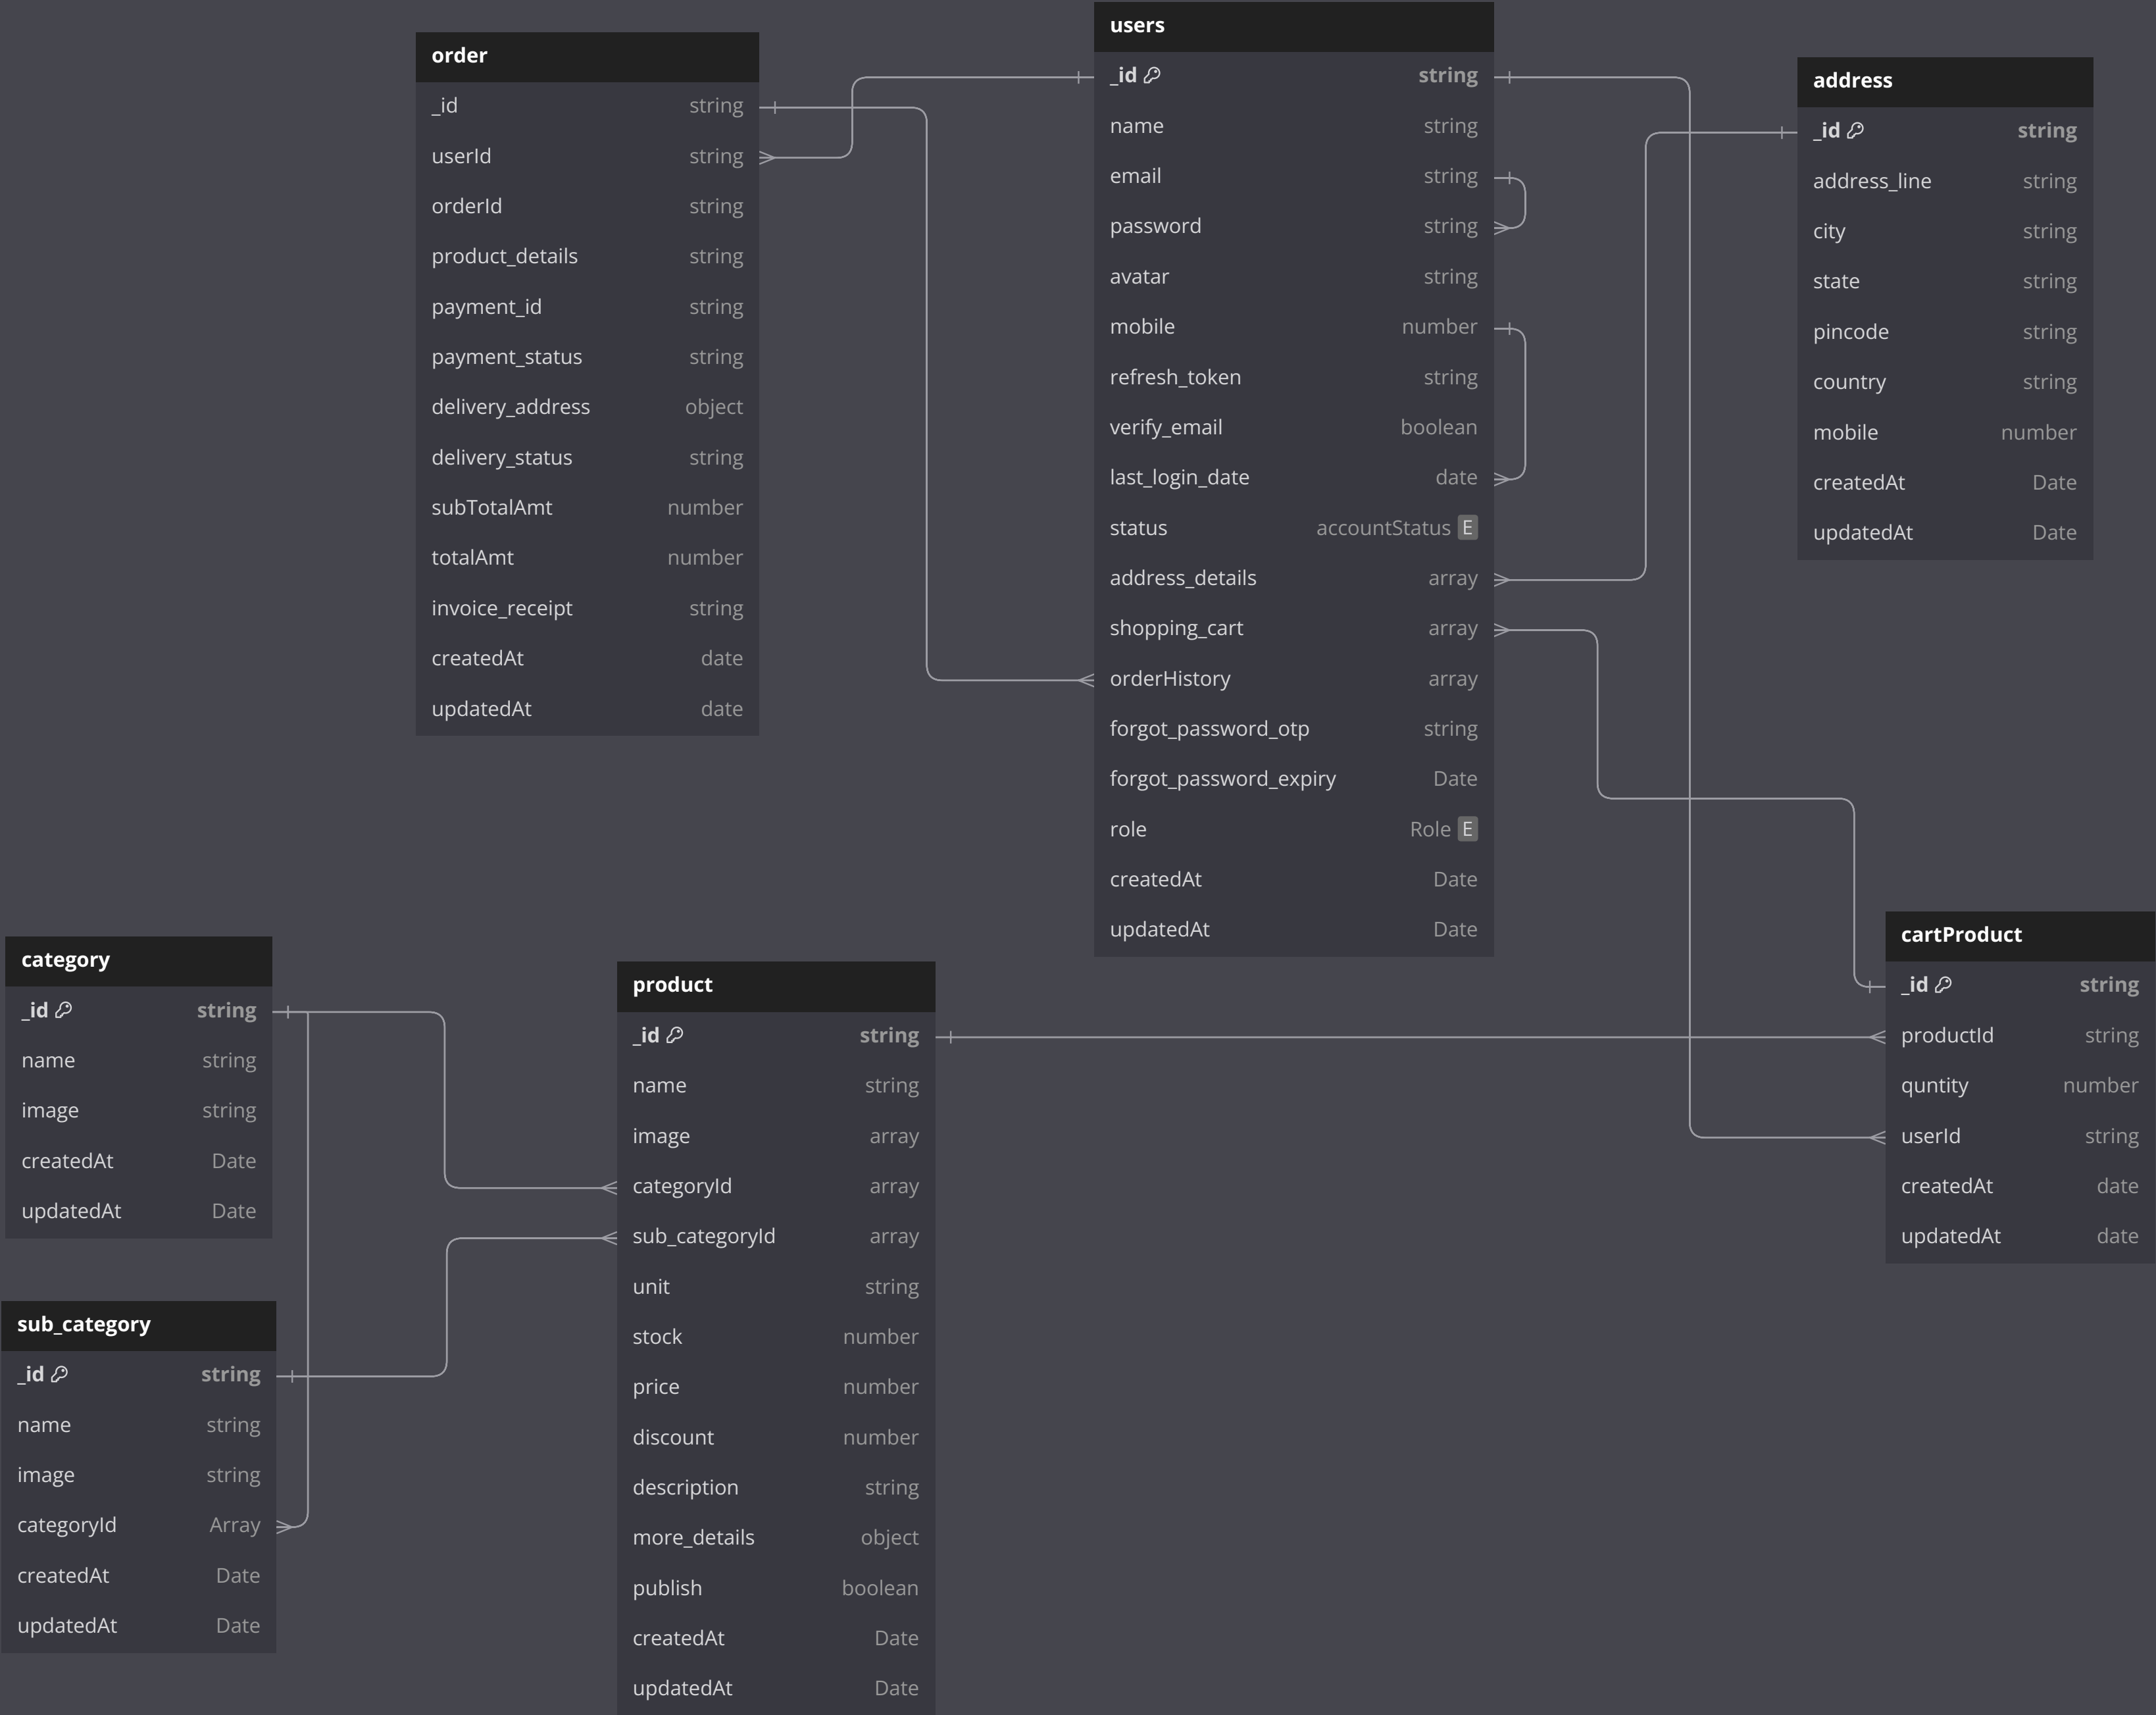 order
_id string
userId string
orderId string
product_details string
payment_id string
payment_status string
delivery_address object
delivery_status string
subTotalAmt number
totalAmt number
invoice_receipt string
createdAt date
updatedAt date
users
_id string
name string
email string
password string
avatar string
mobile number
refresh_token string
verify_email boolean
last_login_date date
status accountStatus E
address_details array
shopping_cart array
orderHistory array
forgot_password_otp string
forgot_password_expiry Date
role Role E
createdAt Date
updatedAt Date
address
_id string
address_line string
city string
state string
pincode string
country string
mobile number
createdAt Date
updatedAt Date
category
_id string
name string
image string
createdAt Date
updatedAt Date
sub_category
_id string
name string
image string
categoryId Array
createdAt Date
updatedAt Date
product
_id string
name string
image array
categoryId array
sub_categoryId array
unit string
stock number
price number
discount number
description string
more_details object
publish boolean
createdAt Date
updatedAt Date
cartProduct
_id string
productId string
quntity number
userId string
createdAt date
updatedAt date